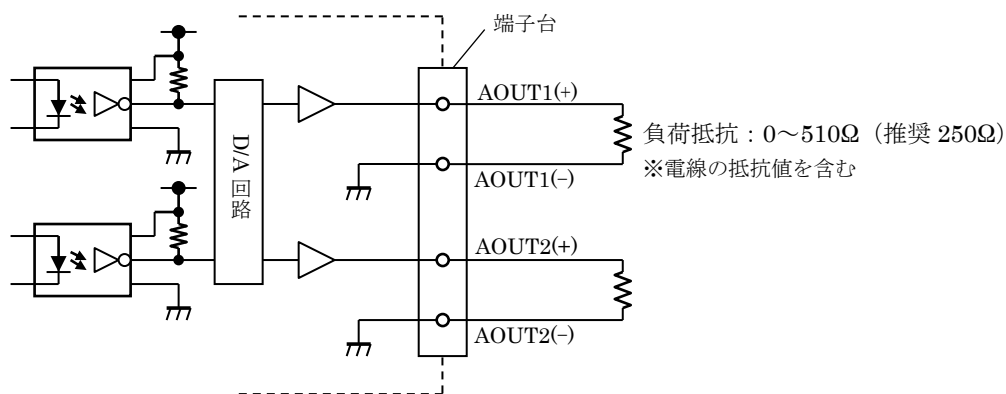 端子台
AOUT1(+)
負荷抵抗：0～510Ω（推奨 250Ω）
※電線の抵抗値を含む
AOUT1(−)
D/A 回路
AOUT2(+)
AOUT2(−)